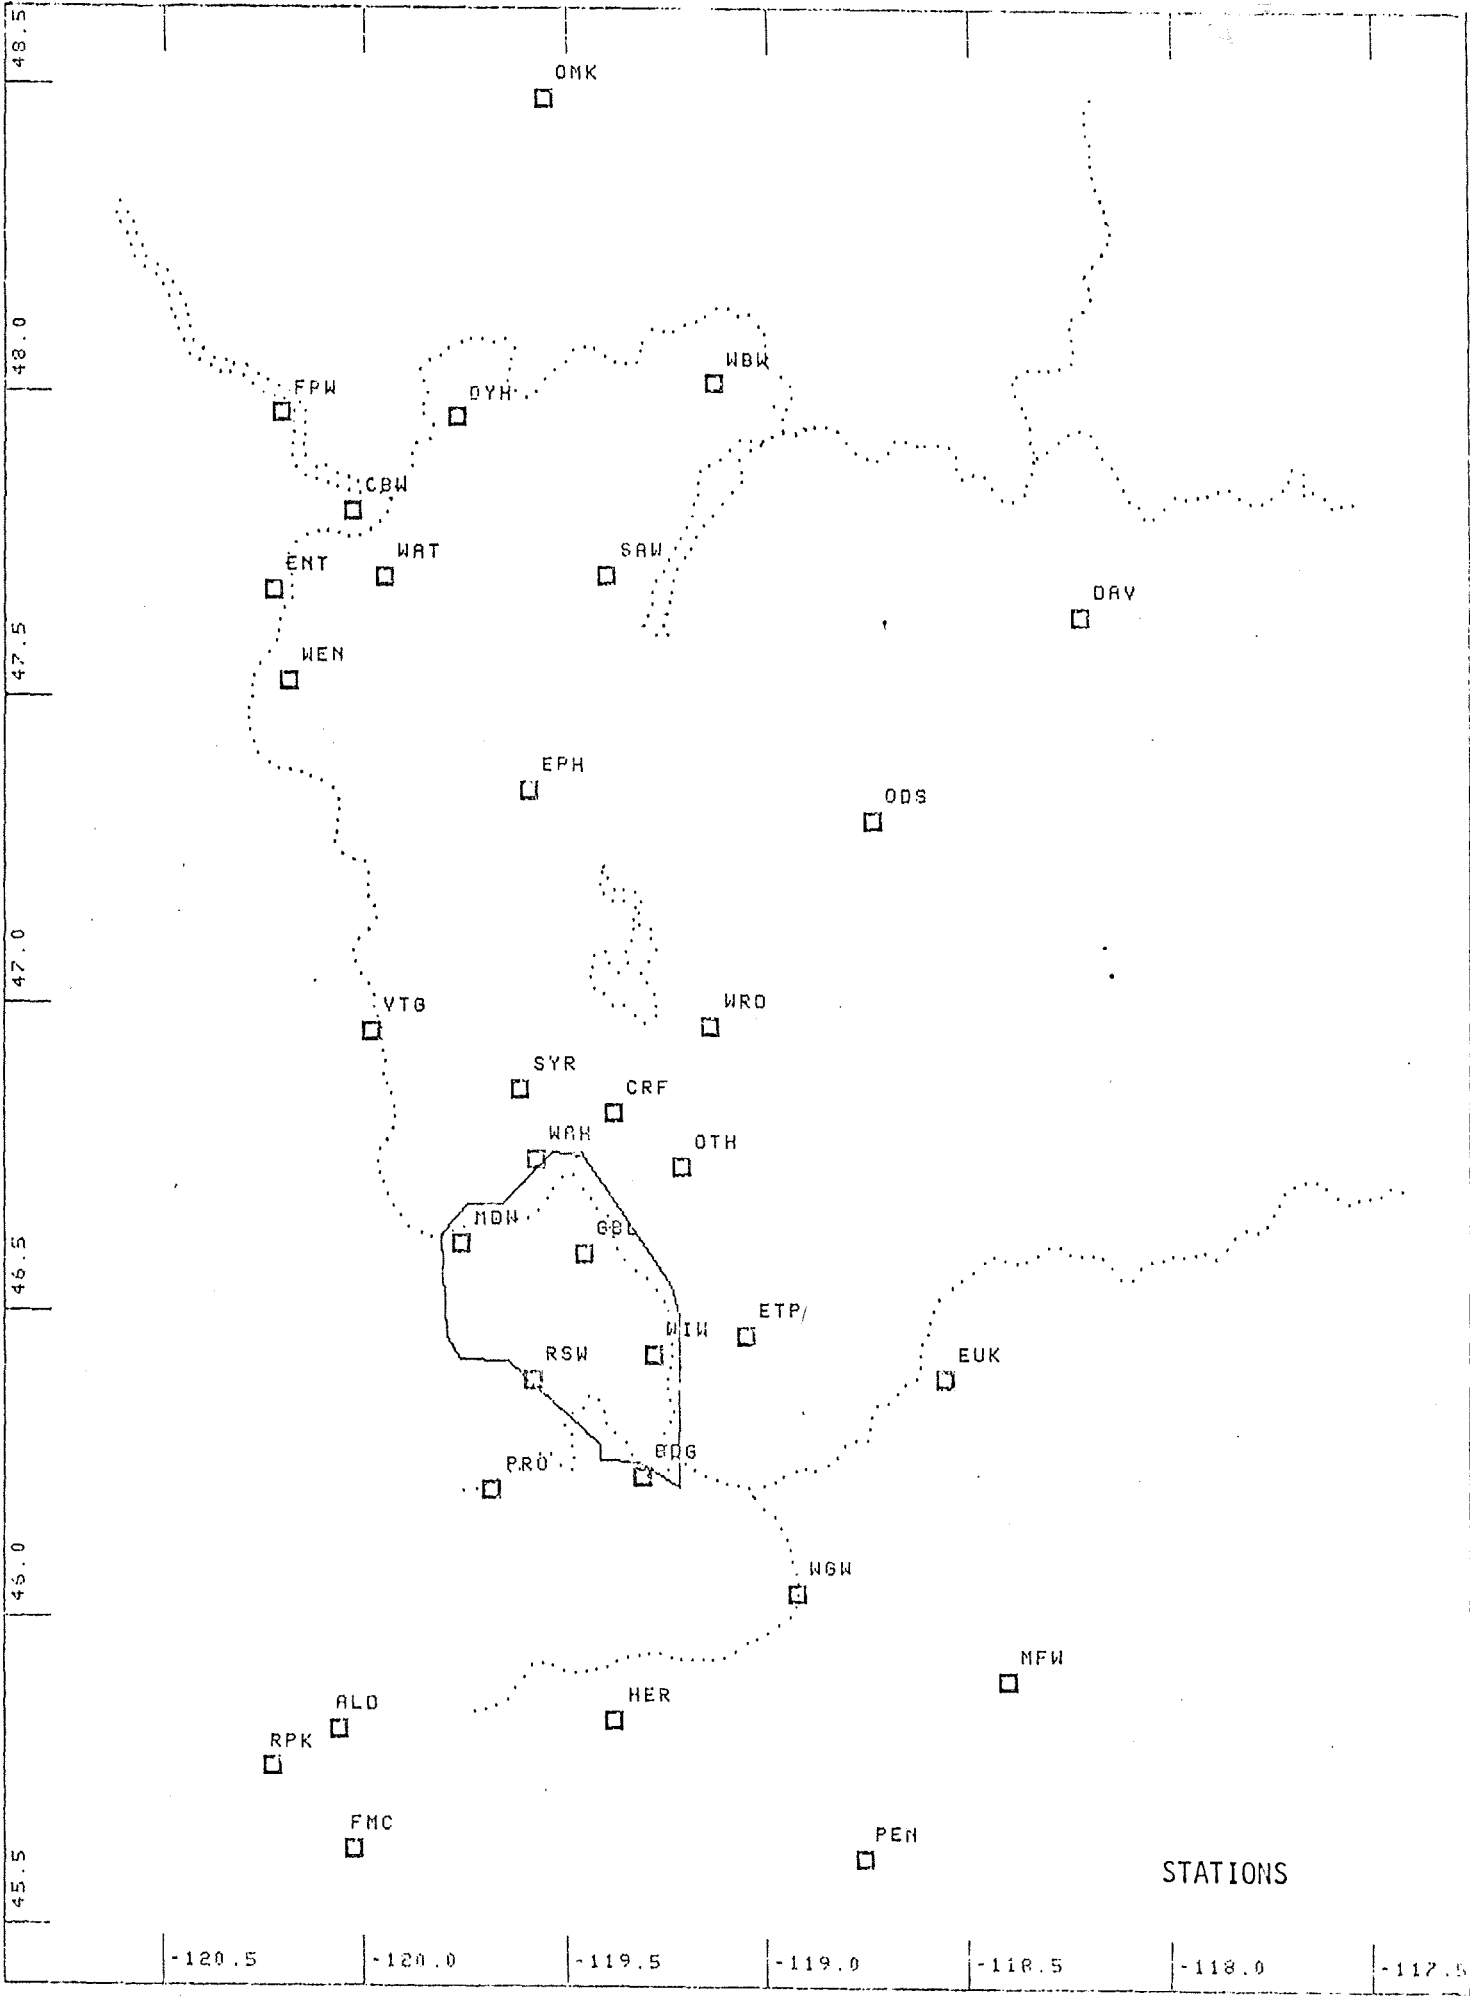 48.5
OMK
48.0
WBW
FPW
DYH
CBW
WAT
SAW
ENT
DAV
47.5
WEN
EPH
ODS
47.0
VTG
WRD
SYR
CRF
WAH
OTH
MDW
GBL
46.5
ETP
WIW
RSW
EUK
BDG
PRO
46.0
WGW
MFW
ALD
HER
RPK
FMC
PEN
45.5
STATIONS
-120.5 -120.0 -119.5 -119.0 -118.5 -118.0 -117.5